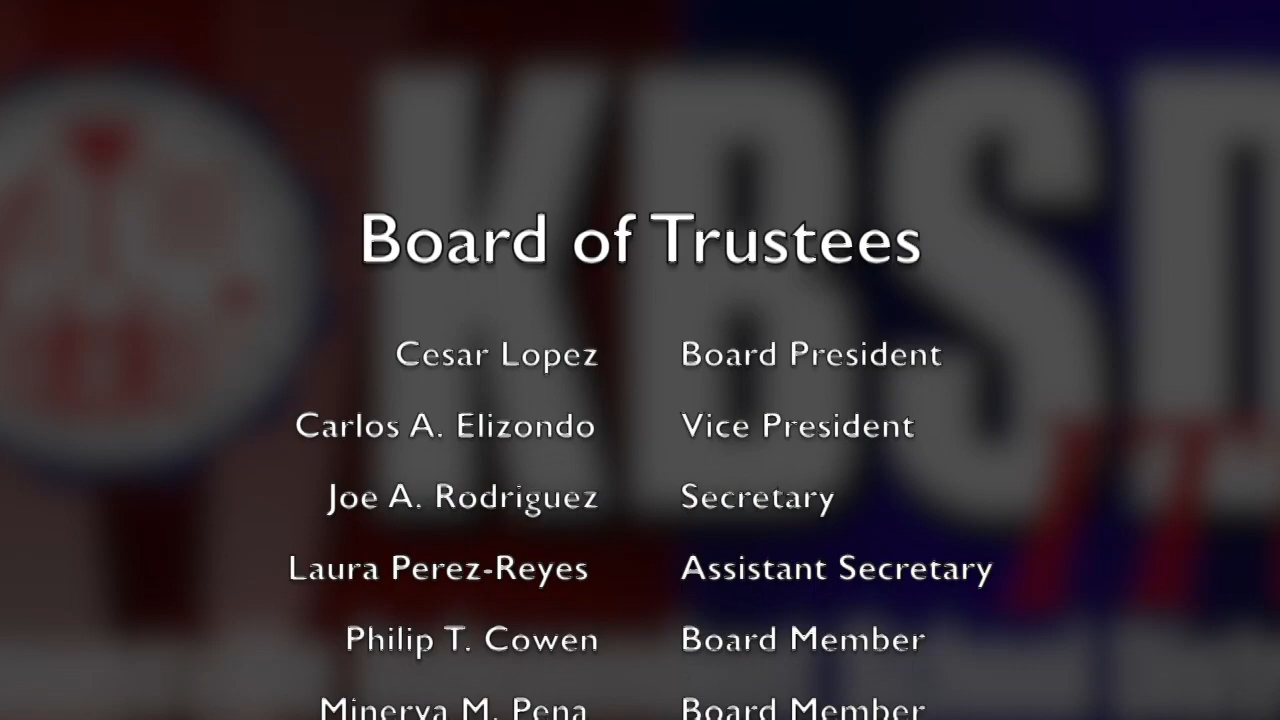 KBSD
Board of Trustees
Cesar Lopez Board President
Carlos A. Elizondo Vice President
Joe A. Rodriguez Secretary
Laura Perez-Reyes Assistant Secretary
Philip T. Cowen Board Member
Minerva M. Pena Board Member